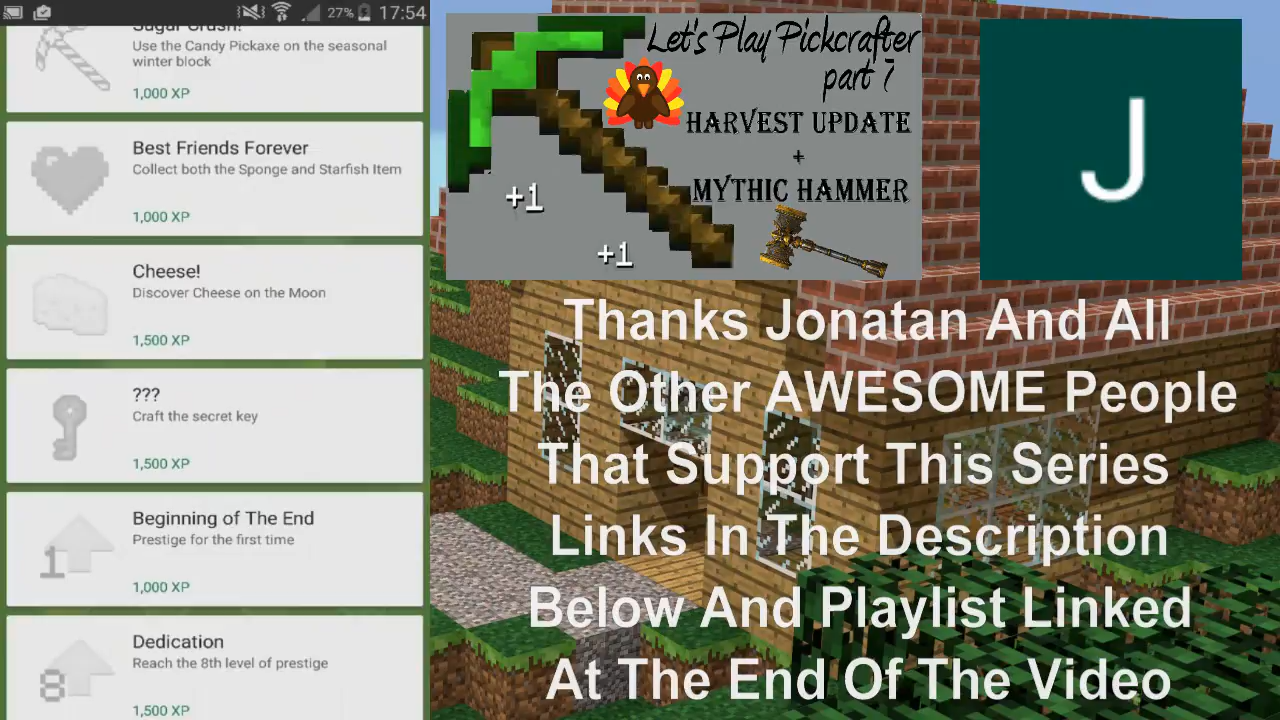 27% 17:54
Sugar Crush!
Use the Candy Pickaxe on the seasonal
winter block
1,000 XP
Best Friends Forever
Collect both the Sponge and Starfish Item
1,000 XP
Cheese!
Discover Cheese on the Moon
1,500 XP
???
Craft the secret key
1,500 XP
1
Beginning of The End
Prestige for the first time
1,000 XP
8
Dedication
Reach the 8th level of prestige
1,500 XP
Let's Play Pickcrafter
part 7
HARVEST UPDATE
+
MYTHIC HAMMER
+1
+1
J
Thanks Jonatan And All
The Other AWESOME People
That Support This Series
Links In The Description
Below And Playlist Linked
At The End Of The Video